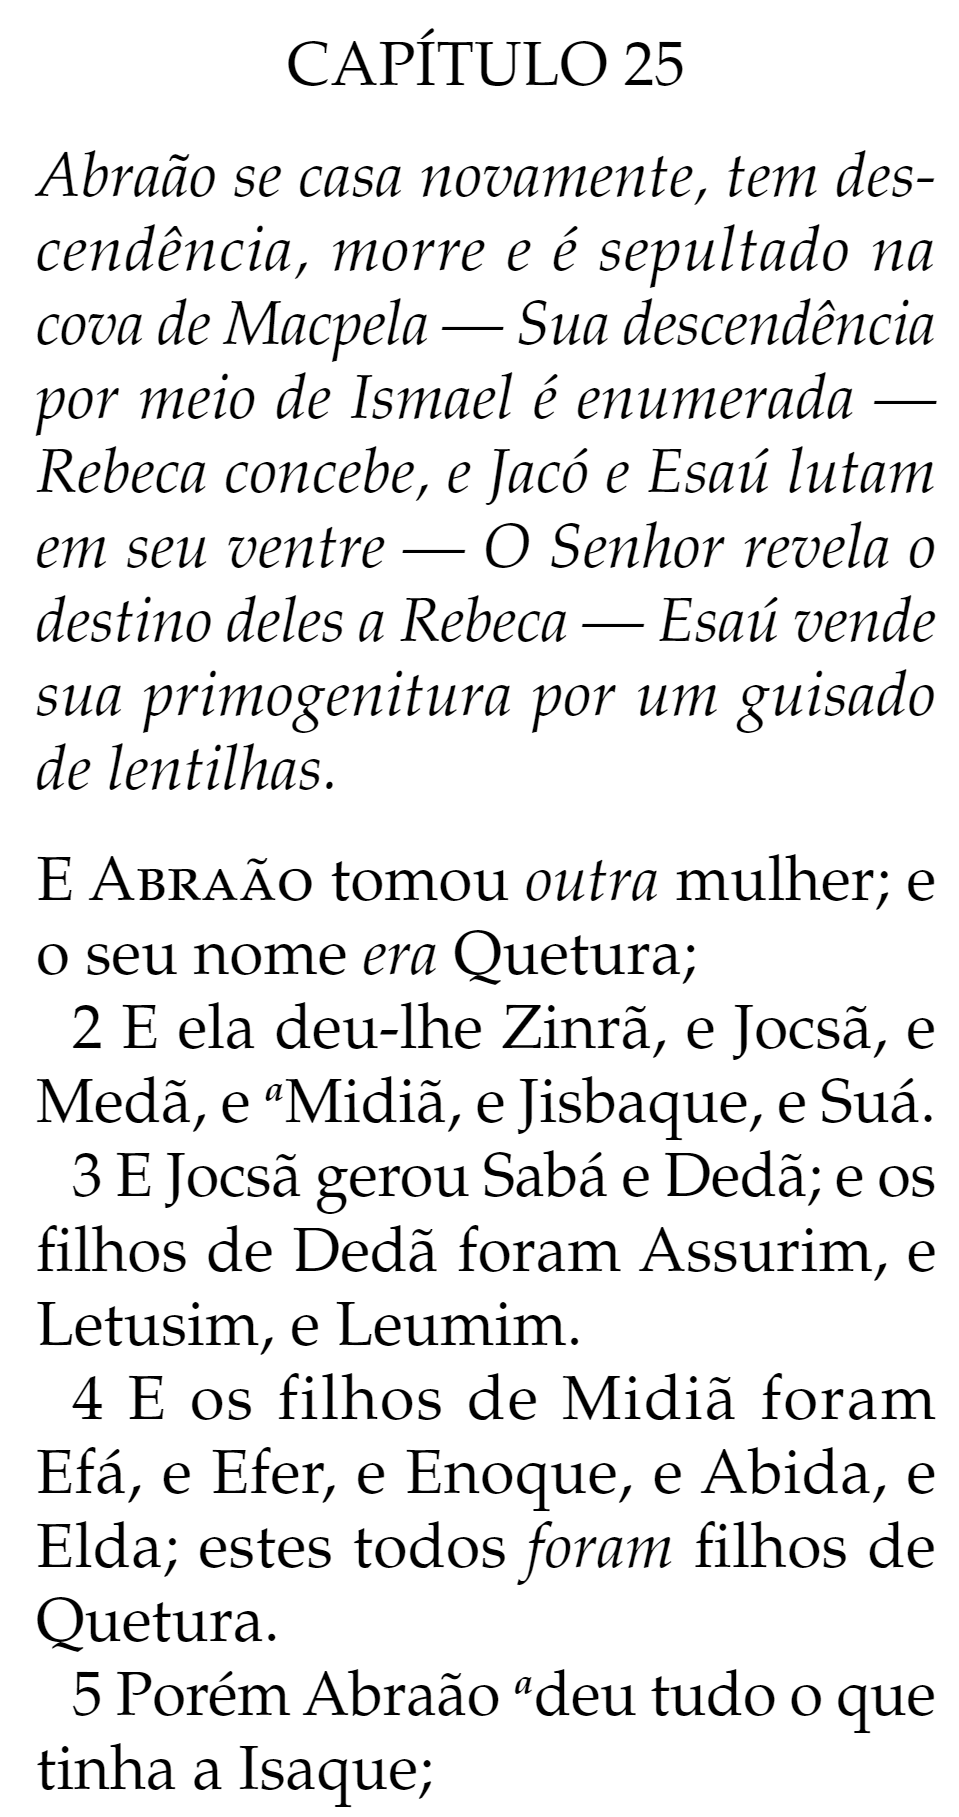 CAPÍTULO 25
Abraão se casa novamente, tem des-
cendência, morre e é sepultado na
cova de Macpela — Sua descendência
por meio de Ismael é enumerada —
Rebeca concebe, e Jacó e Esaú lutam
em seu ventre — O Senhor revela o
destino deles a Rebeca — Esaú vende
sua primogenitura por um guisado
de lentilhas.
E ABRAÃO tomou outra mulher; e
o seu nome era Quetura;
2 E ela deu-lhe Zinrã, e Jocsã, e
Medã, e ᵃMidiã, e Jisbaque, e Suá.
3 E Jocsã gerou Sabá e Dedã; e os
filhos de Dedã foram Assurim, e
Letusim, e Leumim.
4 E os filhos de Midiã foram
Efá, e Efer, e Enoque, e Abida, e
Elda; estes todos foram filhos de
Quetura.
5 Porém Abraão ᵃdeu tudo o que
tinha a Isaque;